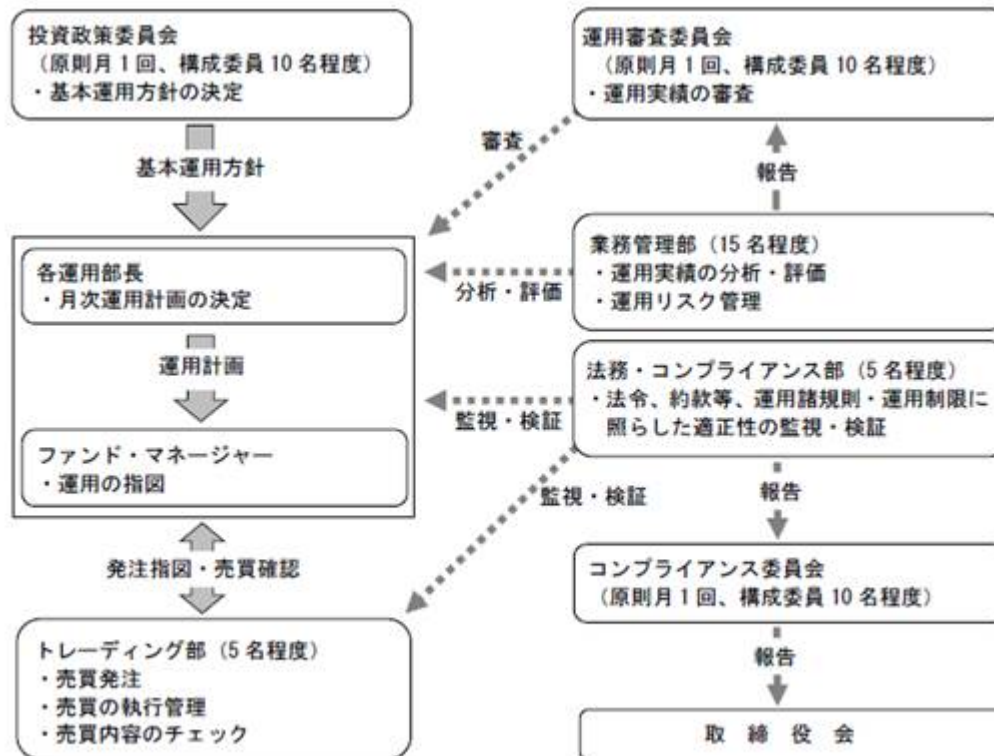 投資政策委員会
（原則月１回、構成委員 10 名程度）
・基本運用方針の決定
基本運用方針
各運用部長
・月次運用計画の決定
運用計画
ファンド・マネージャー
・運用の指図
発注指図・売買確認
トレーディング部（5 名程度）
・売買発注
・売買の執行管理
・売買内容のチェック
運用審査委員会
（原則月１回、構成委員 10 名程度）
・運用実績の審査
審査
報告
業務管理部（15 名程度）
・運用実績の分析・評価
・運用リスク管理
分析・評価
法務・コンプライアンス部（5 名程度）
・法令、約款等、運用諸規則・運用制限に
照らした適正性の監視・検証
監視・検証
監視・検証
報告
コンプライアンス委員会
（原則月１回、構成委員 10 名程度）
報告
取 締 役 会